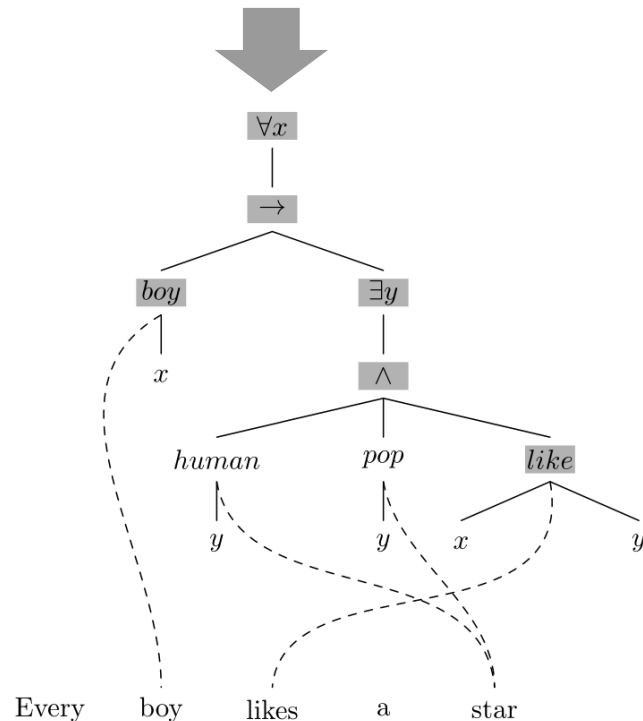 ∀x
→
boy ∃y
x ∧
human pop like
y y x y
Every boy likes a star